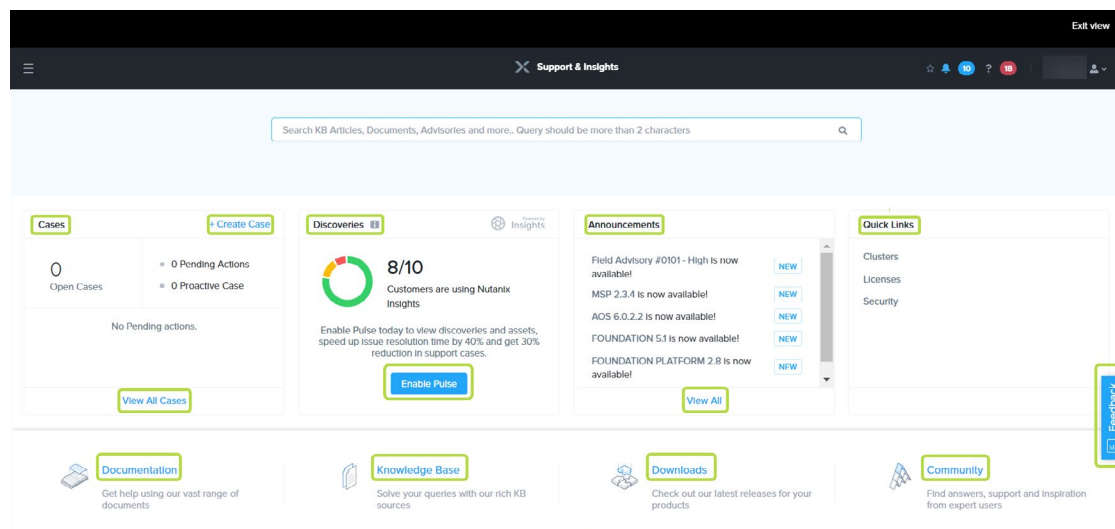 Exit view
Support & Insights
10
?
18
Search KB Articles, Documents, Advisories and more.. Query should be more than 2 characters
Cases
+ Create Case
0
Open Cases
0 Pending Actions
0 Proactive Case
No Pending actions.
View All Cases
Discoveries
Powered by
Insights
8/10
Customers are using Nutanix
Insights
Enable Pulse today to view discoveries and assets,
speed up issue resolution time by 40% and get 30%
reduction in support cases.
Enable Pulse
Announcements
Field Advisory #0101 - High is now
available!
NEW
MSP 2.3.4 is now available!
NEW
AOS 6.0.2.2 is now available!
NEW
FOUNDATION 5.1 is now available!
NEW
FOUNDATION PLATFORM 2.8 is now
available!
NEW
View All
Quick Links
Clusters
Licenses
Security
Feedback
Documentation
Get help using our vast range of
documents
Knowledge Base
Solve your queries with our rich KB
sources
Downloads
Check out our latest releases for your
products
Community
Find answers, support and inspiration
from expert users